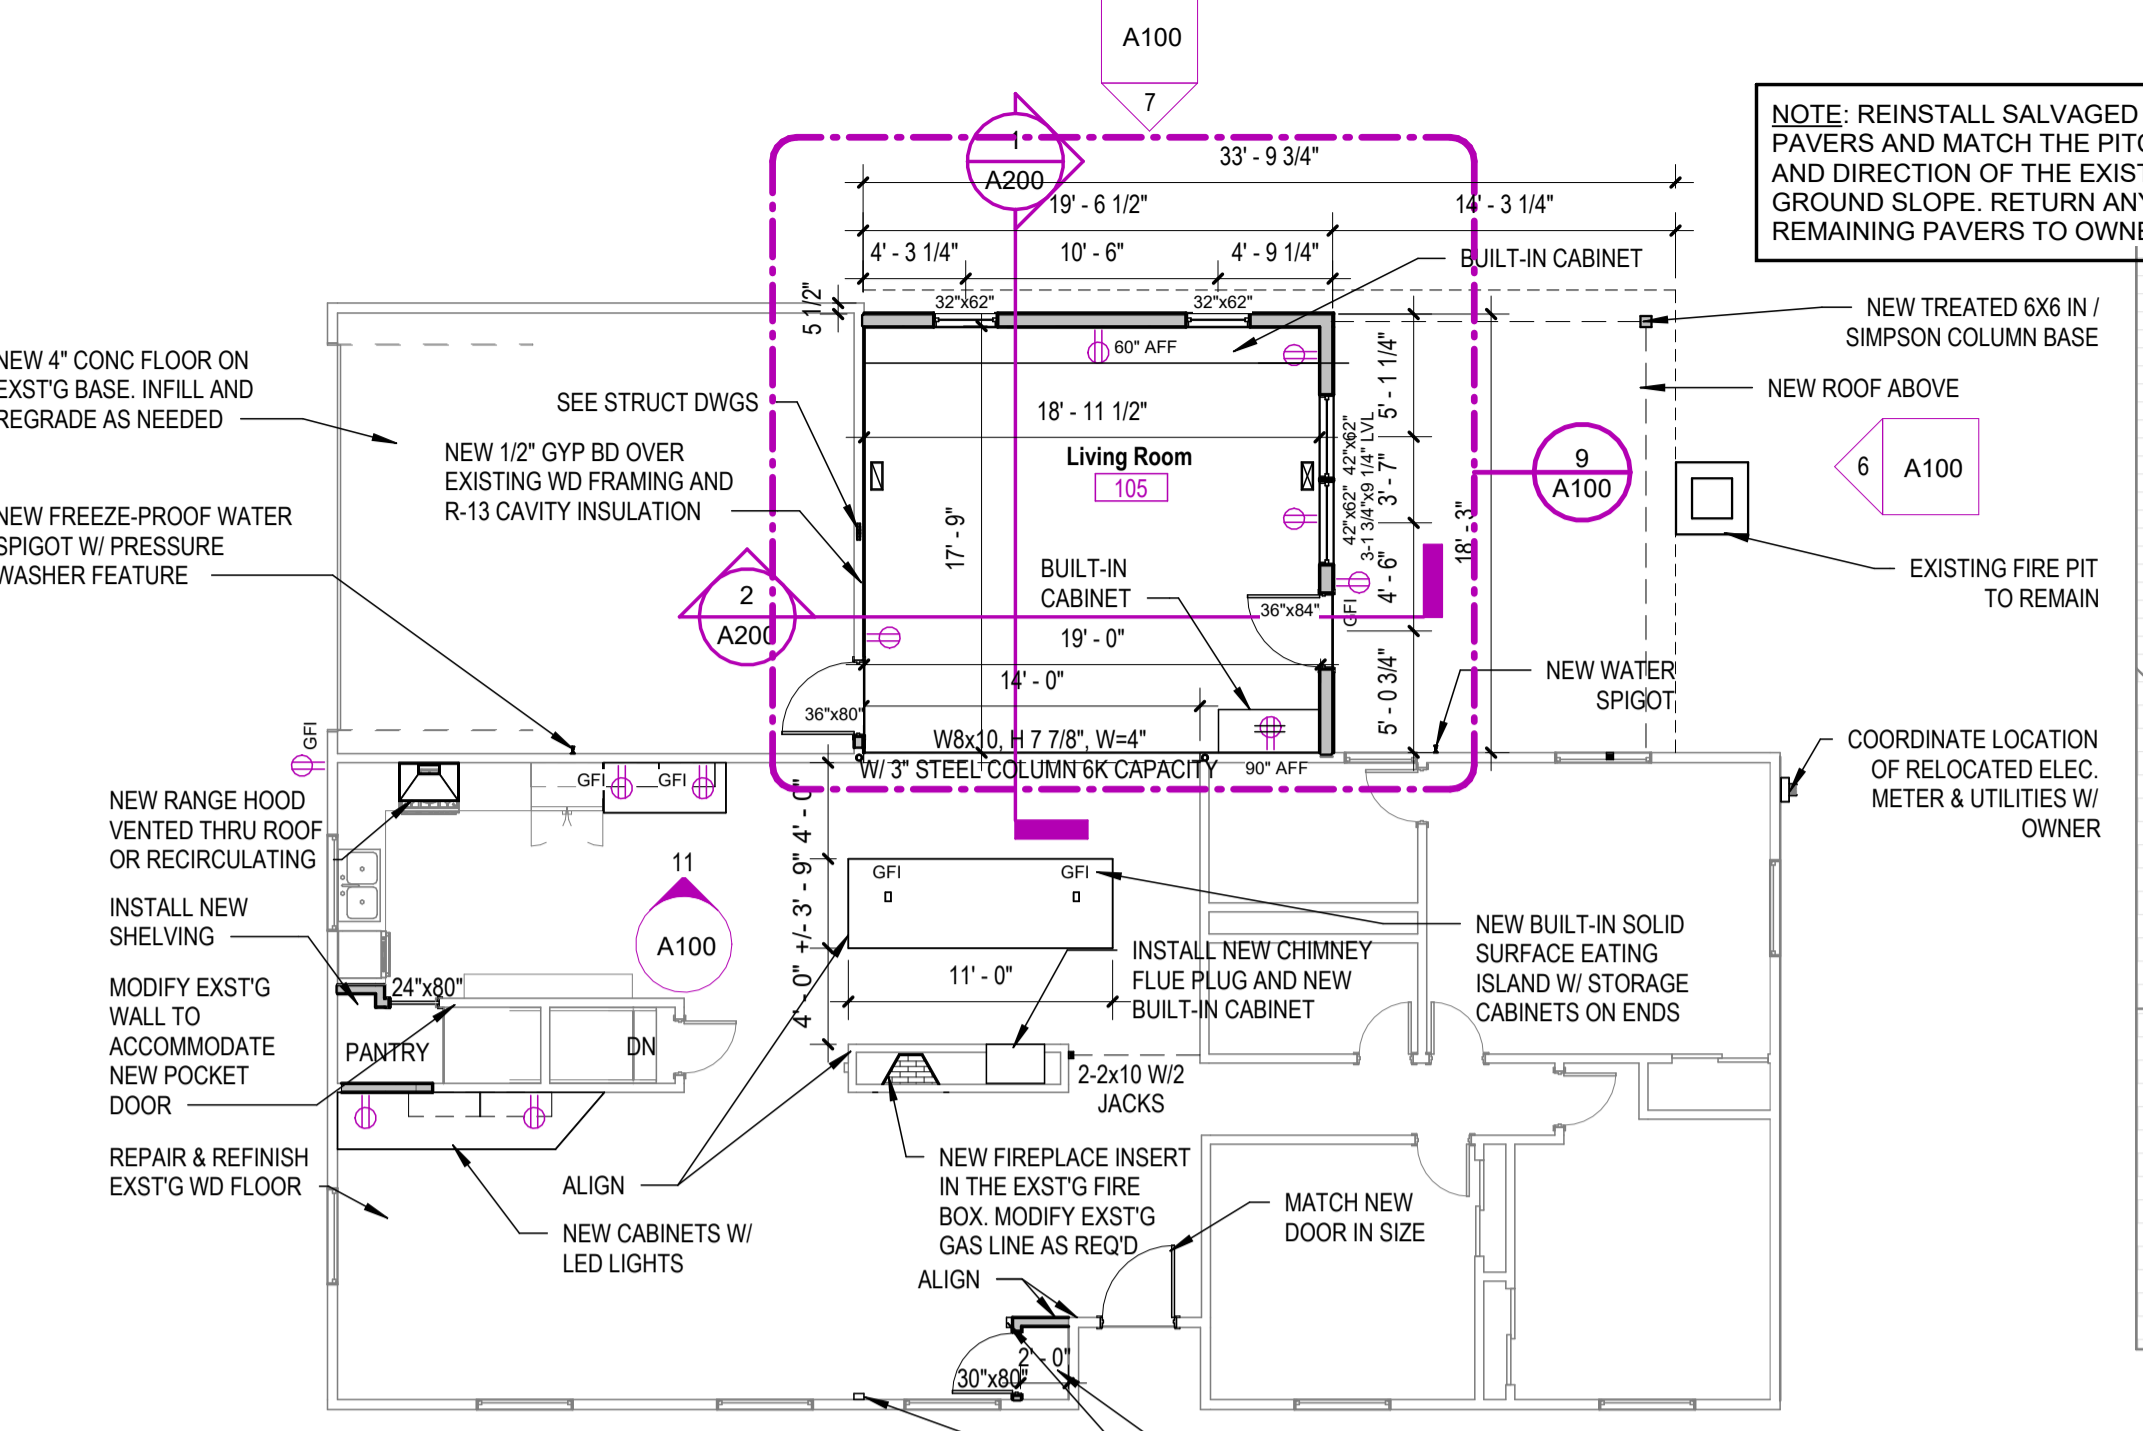 A100
7
1
A200
33' - 9 3/4"
19' - 6 1/2"
14' - 3 1/4"
4' - 3 1/4"
10' - 6"
4' - 9 1/4"
NOTE: REINSTALL SALVAGED
PAVERS AND MATCH THE PITC
AND DIRECTION OF THE EXIST
GROUND SLOPE. RETURN ANY
REMAINING PAVERS TO OWNE
BUILT-IN CABINET
5 1/2"
32"x62"
32"x62"
60" AFF
NEW TREATED 6X6 IN /
SIMPSON COLUMN BASE
NEW ROOF ABOVE
NEW 4" CONC FLOOR ON
EXST'G BASE. INFILL AND
REGRADE AS NEEDED
SEE STRUCT DWGS
NEW 1/2" GYP BD OVER
EXISTING WD FRAMING AND
R-13 CAVITY INSULATION
18' - 11 1/2"
Living Room
105
17' - 9"
42"x62" 42"x62"
3-1 3/4"x9 1/4" LVL
5' - 1 1/4"
3' - 7"
4' - 6"
5' - 0 3/4"
18' - 3"
9
A100
6
A100
NEW FREEZE-PROOF WATER
SPIGOT W/ PRESSURE
WASHER FEATURE
EXISTING FIRE PIT
TO REMAIN
BUILT-IN
CABINET
36"x84"
GFI
2
A200
19' - 0"
14' - 0"
36"x80"
NEW WATER
SPIGOT
W8x10, H 7 7/8", W=4"
W/ 3" STEEL COLUMN 6K CAPACITY
90" AFF
GFI
GFI
GFI
COORDINATE LOCATION
OF RELOCATED ELEC.
METER & UTILITIES W/
OWNER
NEW RANGE HOOD
VENTED THRU ROOF
OR RECIRCULATING
4' - 0"
+/- 3' - 9"
4' - 0"
11
A100
GFI
GFI
INSTALL NEW
SHELVING
NEW BUILT-IN SOLID
SURFACE EATING
ISLAND W/ STORAGE
CABINETS ON ENDS
INSTALL NEW CHIMNEY
FLUE PLUG AND NEW
BUILT-IN CABINET
11' - 0"
MODIFY EXST'G
WALL TO
ACCOMMODATE
NEW POCKET
DOOR
24"x80"
PANTRY
DN
2-2x10 W/2
JACKS
REPAIR & REFINISH
EXST'G WD FLOOR
ALIGN
NEW CABINETS W/
LED LIGHTS
NEW FIREPLACE INSERT
IN THE EXST'G FIRE
BOX. MODIFY EXST'G
GAS LINE AS REQ'D
MATCH NEW
DOOR IN SIZE
ALIGN
2' - 0"
30"x80"